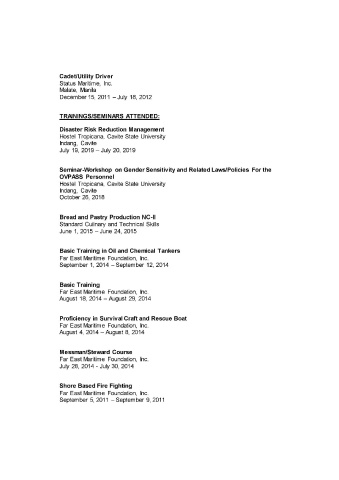 Cadet/Utility Driver
Status Maritime, Inc.
Malate, Manila
December 15, 2011 – July 18, 2012
TRAININGS/SEMINARS ATTENDED:
Disaster Risk Reduction Management
Hostel Tropicana, Cavite State University
Indang, Cavite
July 19, 2019 – July 20, 2019
Seminar-Workshop on Gender Sensitivity and Related Laws/Policies For the
OVPASS Personnel
Hostel Tropicana, Cavite State University
Indang, Cavite
October 26, 2018
Bread and Pastry Production NC-II
Standard Culinary and Technical Skills
June 1, 2015 – June 24, 2015
Basic Training in Oil and Chemical Tankers
Far East Maritime Foundation, Inc.
September 1, 2014 – September 12, 2014
Basic Training
Far East Maritime Foundation, Inc.
August 18, 2014 – August 29, 2014
Proficiency in Survival Craft and Rescue Boat
Far East Maritime Foundation, Inc.
August 4, 2014 – August 8, 2014
Messman/Steward Course
Far East Maritime Foundation, Inc.
July 28, 2014 - July 30, 2014
Shore Based Fire Fighting
Far East Maritime Foundation, Inc.
September 5, 2011 – September 9, 2011